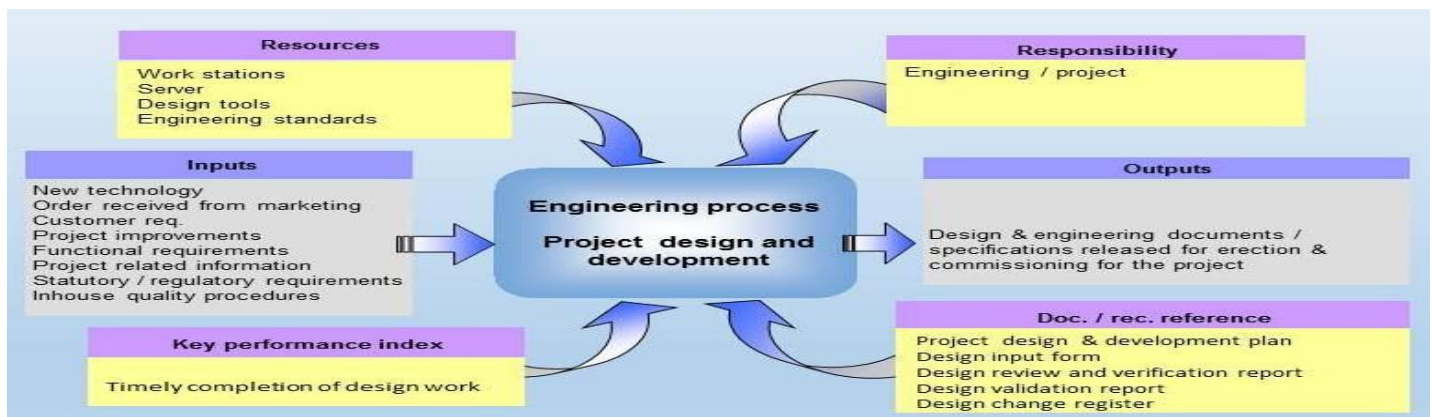 Resources
Work stations
Server
Design tools
Engineering standards
Responsibility
Engineering / project
Inputs
New technology
Order received from marketing
Customer req.
Project improvements
Functional requirements
Project related information
Statutory / regulatory requirements
Inhouse quality procedures
Engineering process
Project design and
development
Outputs
Design & engineering documents /
specifications released for erection &
commissioning for the project
Key performance index
Timely completion of design work
Doc. / rec. reference
Project design & development plan
Design input form
Design review and verification report
Design validation report
Design change register